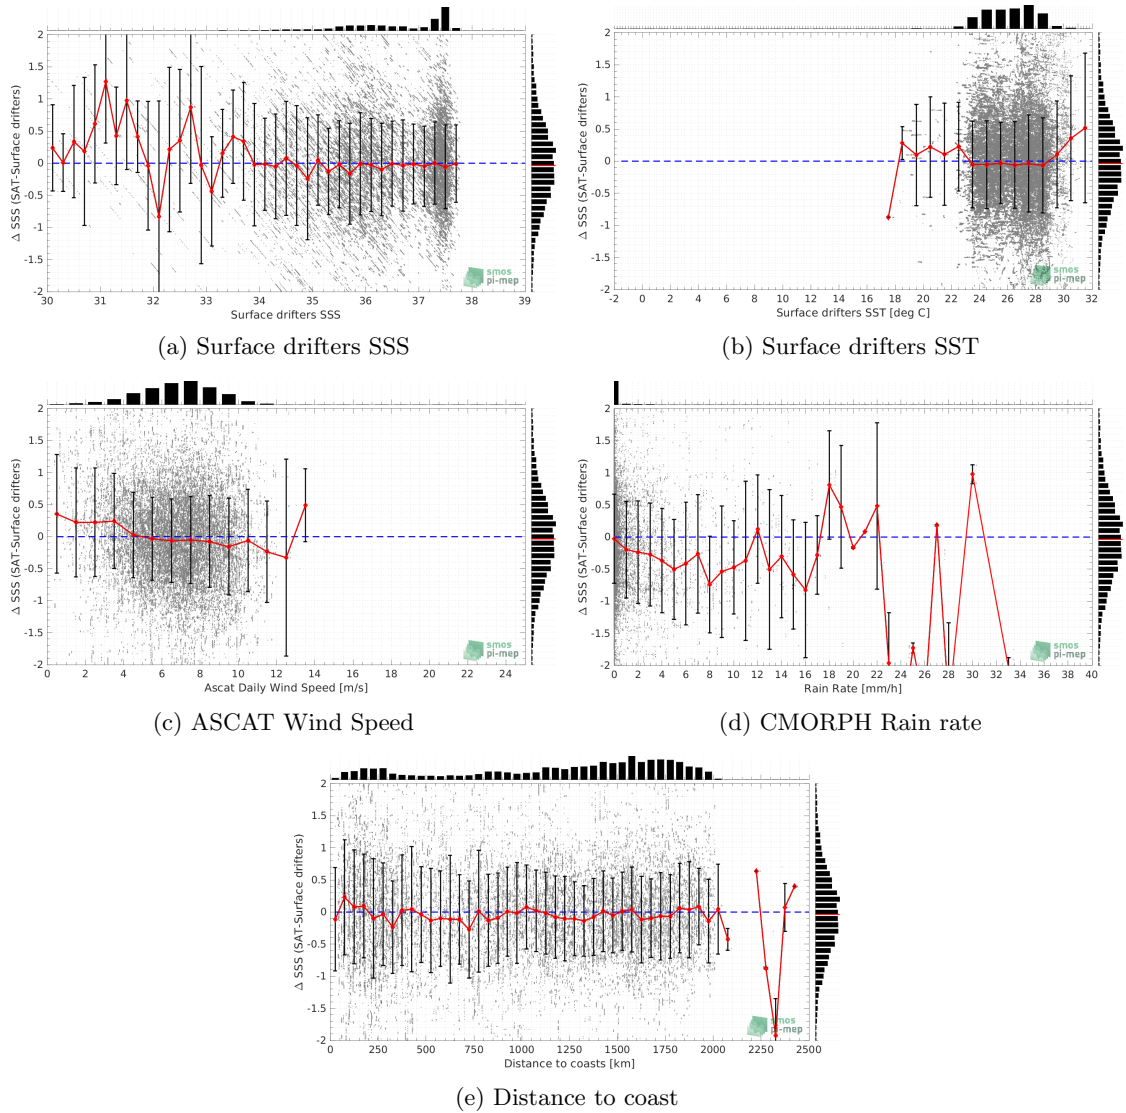 2
1.5
1
0.5
0
-0.5
-1
-1.5
-2
Δ SSS (SAT-Surface drifters)
30 31 32 33 34 35 36 37 38 39
Surface drifters SSS
smos
pi-mep
(a) Surface drifters SSS
2
1.5
1
0.5
0
-0.5
-1
-1.5
-2
Δ SSS (SAT-Surface drifters)
-2 0 2 4 6 8 10 12 14 16 18 20 22 24 26 28 30 32
Surface drifters SST [deg C]
smos
pi-mep
(b) Surface drifters SST
2
1.5
1
0.5
0
-0.5
-1
-1.5
-2
Δ SSS (SAT-Surface drifters)
0 2 4 6 8 10 12 14 16 18 20 22 24
Ascat Daily Wind Speed [m/s]
smos
pi-mep
(c) ASCAT Wind Speed
2
1.5
1
0.5
0
-0.5
-1
-1.5
-2
Δ SSS (SAT-Surface drifters)
0 2 4 6 8 10 12 14 16 18 20 22 24 26 28 30 32 34 36 38 40
Rain Rate [mm/h]
smos
pi-mep
(d) CMORPH Rain rate
2
1.5
1
0.5
0
-0.5
-1
-1.5
-2
Δ SSS (SAT-Surface drifters)
0 250 500 750 1000 1250 1500 1750 2000 2250 2500
Distance to coasts [km]
smos
pi-mep
(e) Distance to coast